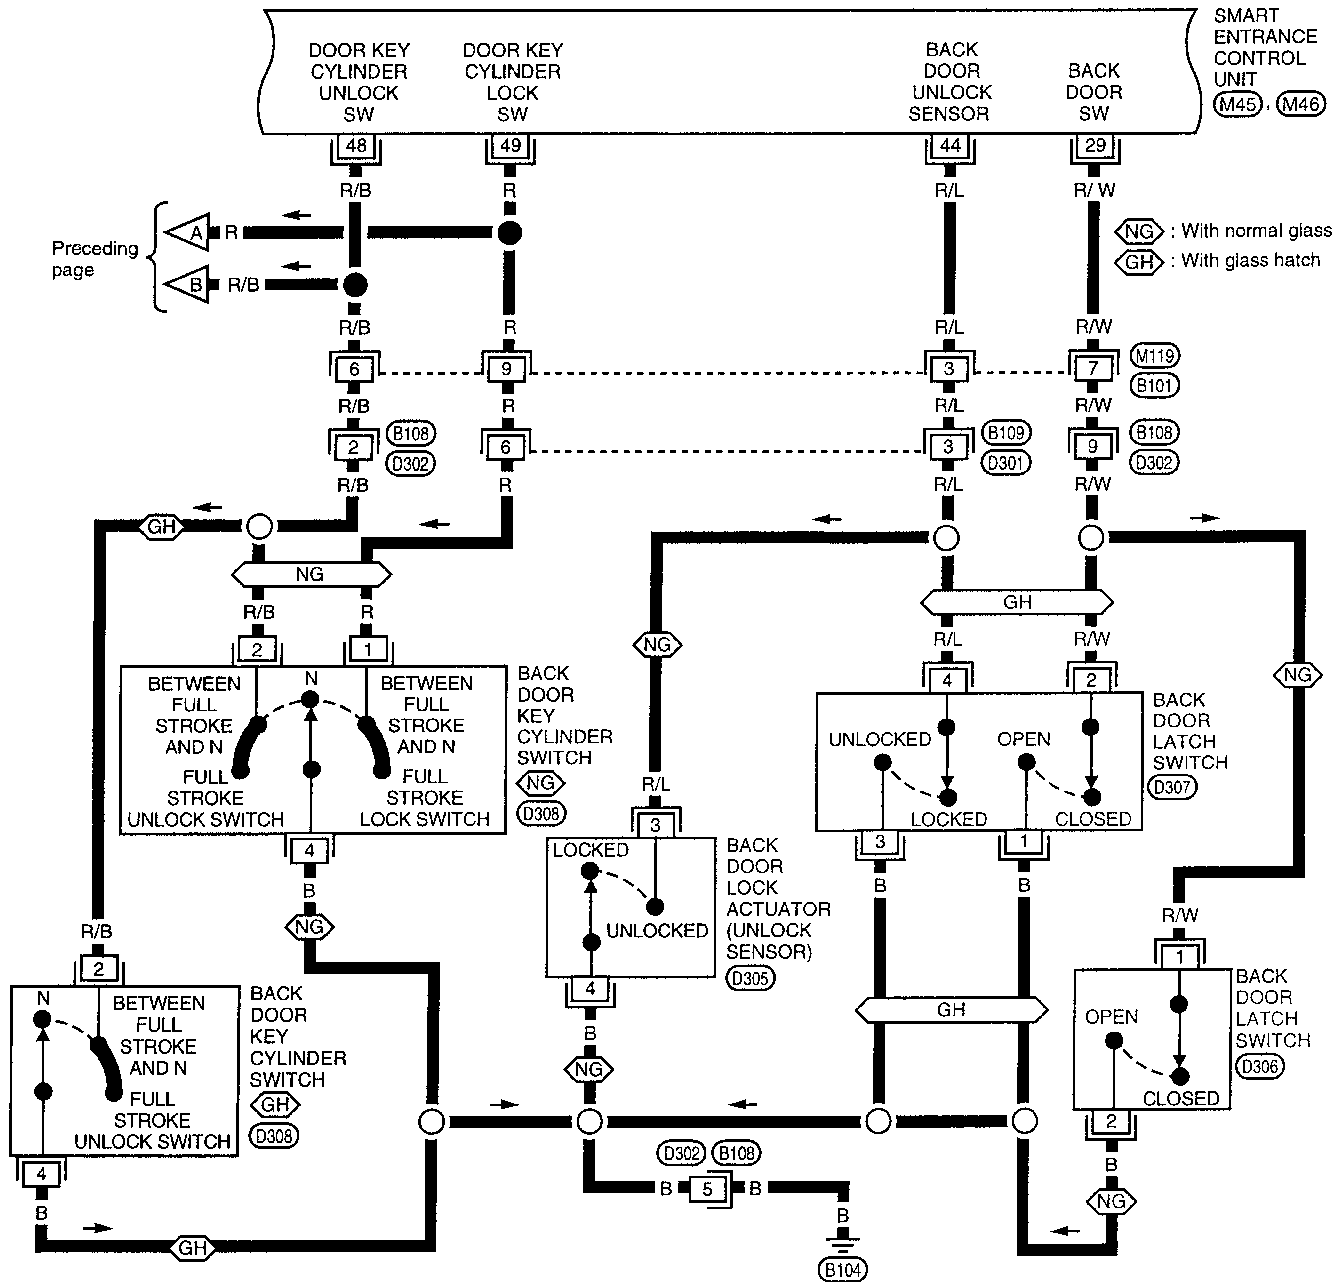 SMART
ENTRANCE
CONTROL
UNIT
M45 , M46
DOOR KEY
CYLINDER
UNLOCK
SW
DOOR KEY
CYLINDER
LOCK
SW
BACK
DOOR
UNLOCK
SENSOR
BACK
DOOR
SW
48
49
44
29
R/B
R
R/L
R/W
Preceding
page
A
R
B
R/B
NG : With normal glass
GH : With glass hatch
R/B
R
R/L
R/W
6
9
3
7
M119
B101
R/B
R
R/L
R/W
2
B108
D302
6
3
B109
D301
9
B108
D302
R/B
R
R/L
R/W
GH
NG
GH
R/B
R
NG
R/L
R/W
NG
2
1
4
2
BETWEEN
FULL
STROKE
AND N
FULL
STROKE
UNLOCK SWITCH
N
BETWEEN
FULL
STROKE
AND N
FULL
STROKE
LOCK SWITCH
BACK
DOOR
KEY
CYLINDER
SWITCH
NG
D308
UNLOCKED
LOCKED
OPEN
CLOSED
BACK
DOOR
LATCH
SWITCH
D307
4
B
NG
R/L
3
LOCKED
UNLOCKED
BACK
DOOR
LOCK
ACTUATOR
(UNLOCK
SENSOR)
D305
3
1
B
B
R/W
R/B
2
N
BETWEEN
FULL
STROKE
AND N
FULL
STROKE
UNLOCK SWITCH
BACK
DOOR
KEY
CYLINDER
SWITCH
GH
D308
4
B
NG
GH
1
OPEN
CLOSED
BACK
DOOR
LATCH
SWITCH
D306
2
B
NG
4
B
GH
D302 B108
B
5
B
B
B104